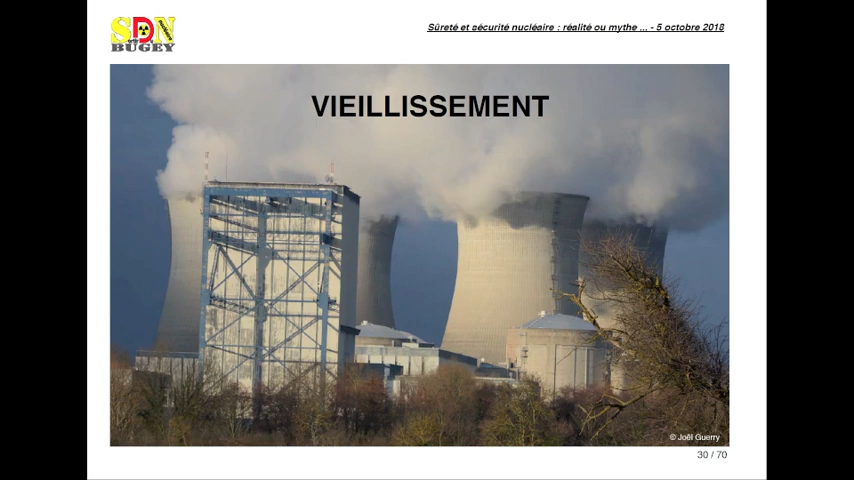 SDN
BUGEY
Sûreté et sécurité nucléaire : réalité ou mythe ... - 5 octobre 2018
VIEILLISSEMENT
© Joël Guerry
30 / 70